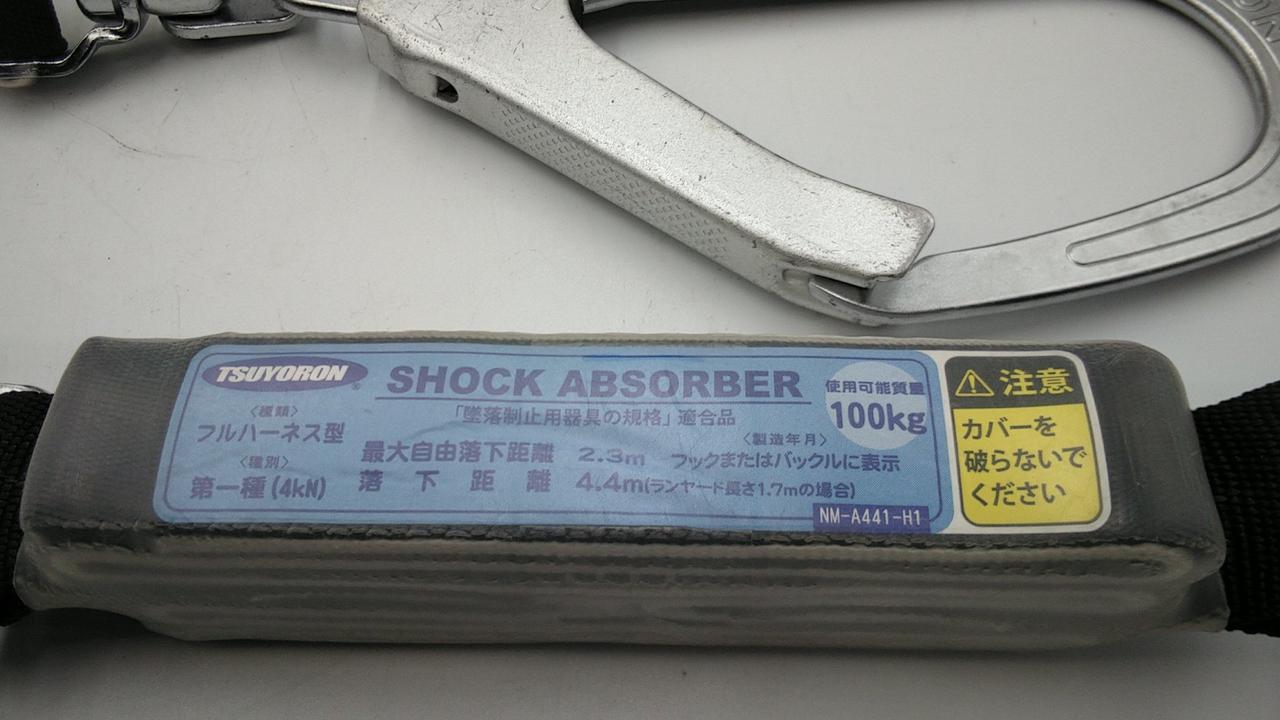 TSUYORON®
SHOCK ABSORBER
使用可能質量
100kg
「墜落制止用器具の規格」適合品
〈種類〉
フルハーネス型
〈種別〉
第一種(4kN)
最大自由落下距離 2.3m
落下距離 4.4m(ランヤード長さ1.7mの場合)
〈製造年月〉
フックまたはバックルに表示
NM-A441-H1
⚠注意
カバーを
破らないで
ください